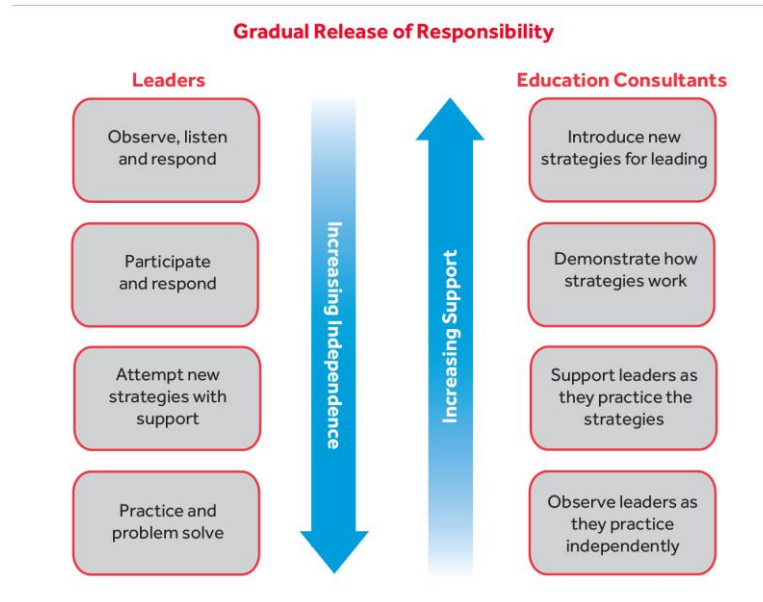 Gradual Release of Responsibility
Leaders
Observe, listen
and respond
Participate
and respond
Attempt new
strategies with
support
Practice and
problem solve
Increasing Independence
Increasing Support
Education Consultants
Introduce new
strategies for leading
Demonstrate how
strategies work
Support leaders as
they practice the
strategies
Observe leaders as
they practice
independently